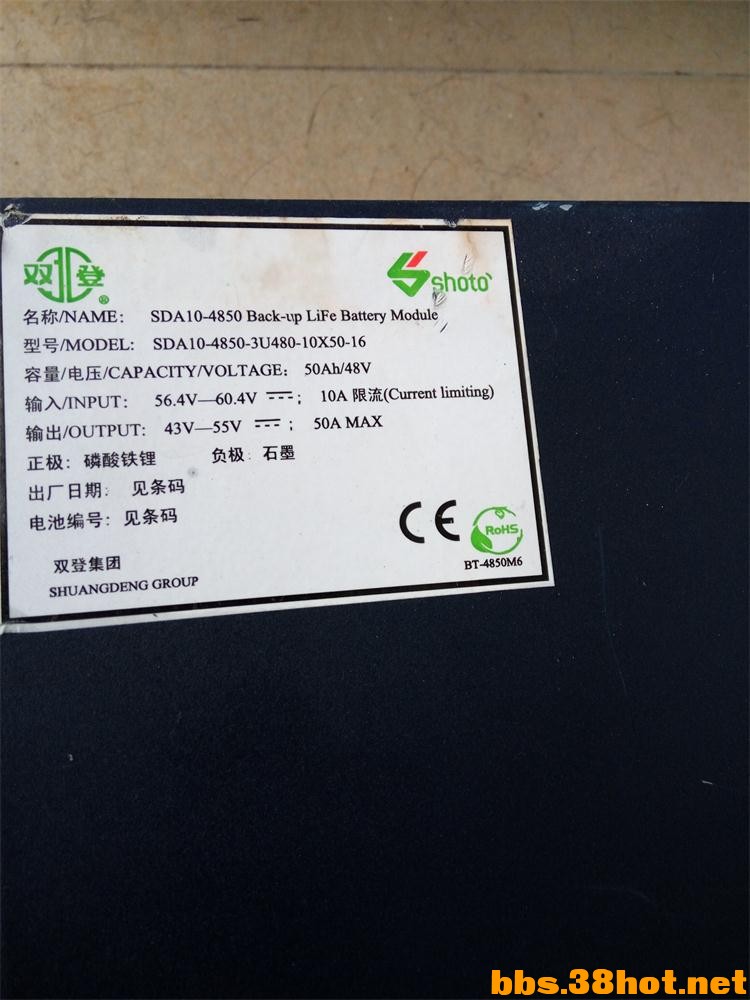 双登
®
shoto
名称/NAME: SDA10-4850 Back-up LiFe Battery Module
型号/MODEL: SDA10-4850-3U480-10X50-16
容量/电压/CAPACITY/VOLTAGE: 50Ah/48V
输入/INPUT: 56.4V—60.4V ⎓; 10A 限流(Current limiting)
输出/OUTPUT: 43V—55V ⎓; 50A MAX
正极: 磷酸铁锂 负极: 石墨
出厂日期: 见条码
电池编号: 见条码
CE
RoHS
双登集团
SHUANGDENG GROUP
BT-4850M6
bbs.38hot.net